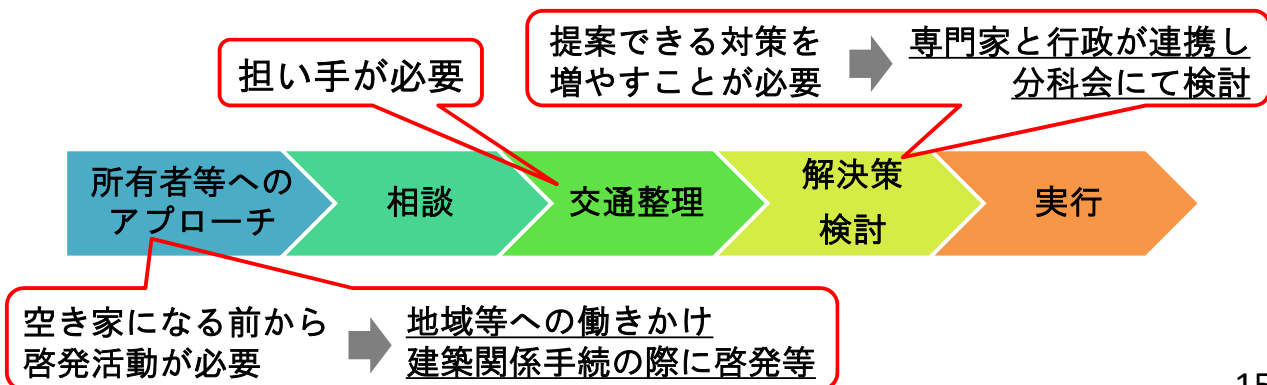 提案できる対策を
増やすことが必要
専門家と行政が連携し
分科会にて検討
担い手が必要
所有者等への
アプローチ
相談
交通整理
解決策
検討
実行
空き家になる前から
啓発活動が必要
地域等への働きかけ
建築関係手続の際に啓発等
15